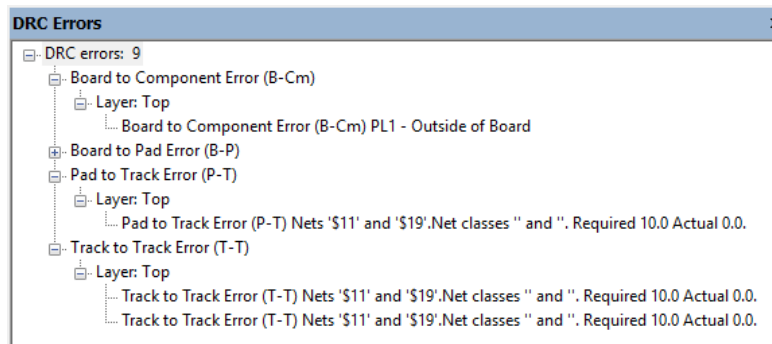 DRC Errors
DRC errors: 9
Board to Component Error (B-Cm)
Layer: Top
Board to Component Error (B-Cm) PL1 - Outside of Board
Board to Pad Error (B-P)
Pad to Track Error (P-T)
Layer: Top
Pad to Track Error (P-T) Nets '$11' and '$19'.Net classes '' and ''. Required 10.0 Actual 0.0.
Track to Track Error (T-T)
Layer: Top
Track to Track Error (T-T) Nets '$11' and '$19'.Net classes '' and ''. Required 10.0 Actual 0.0.
Track to Track Error (T-T) Nets '$11' and '$19'.Net classes '' and ''. Required 10.0 Actual 0.0.